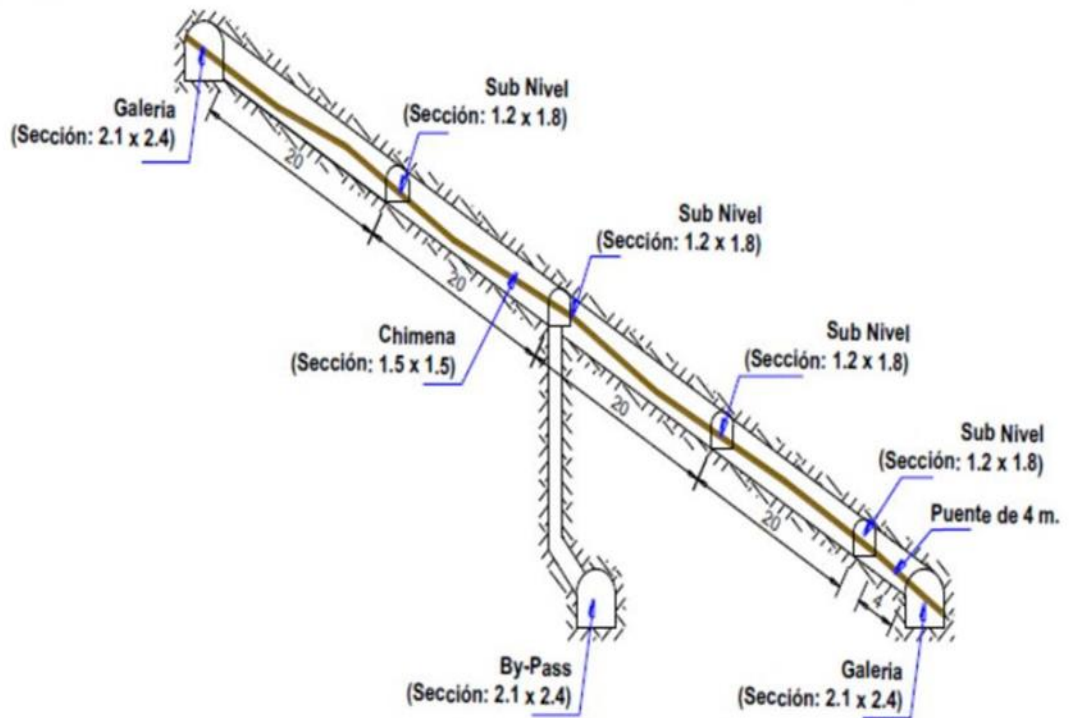 Galeria
(Sección: 2.1 x 2.4)
Sub Nivel
(Sección: 1.2 x 1.8)
20
Sub Nivel
(Sección: 1.2 x 1.8)
20
Chimena
(Sección: 1.5 x 1.5)
Sub Nivel
(Sección: 1.2 x 1.8)
20
Sub Nivel
(Sección: 1.2 x 1.8)
20
Puente de 4 m.
4
By-Pass
(Sección: 2.1 x 2.4)
Galeria
(Sección: 2.1 x 2.4)